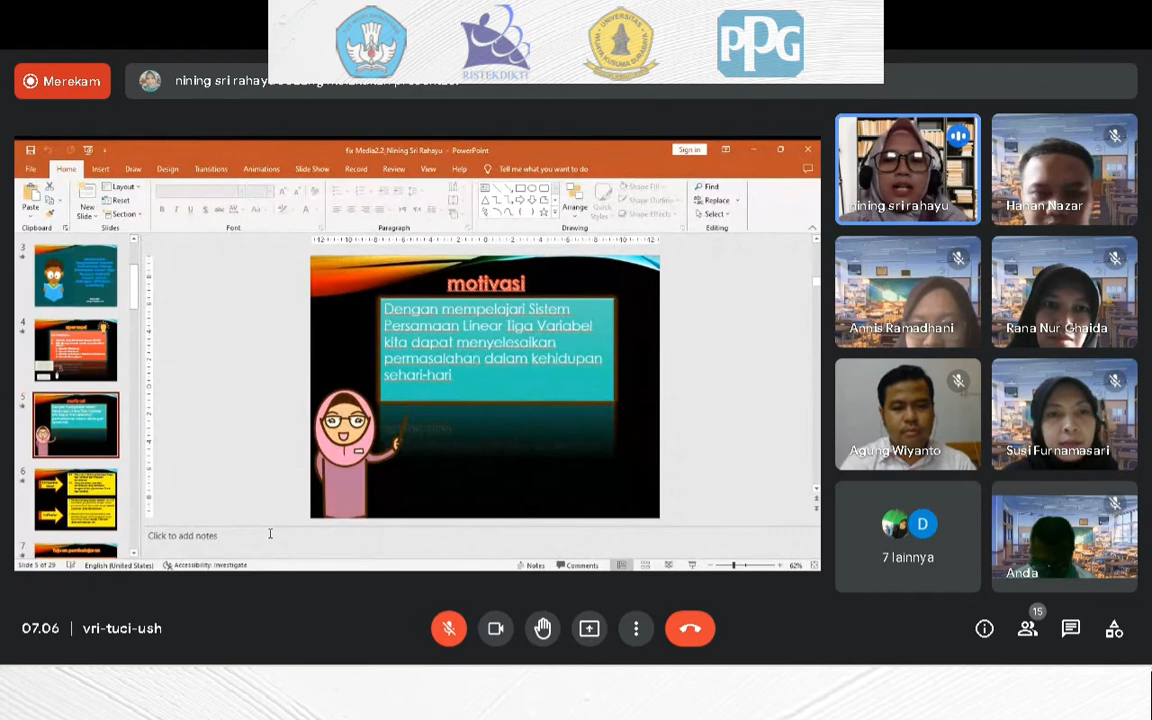 RISTEKDIKTI
PPG
Merekam
nining sri rahayu
fix Media2.2_Nining Sri Rahayu - PowerPoint
Sign in
File Home Insert Draw Design Transitions Animations Slide Show Record Review View Help Tell me what you want to do
Paste
New Slide
Layout
Reset
Section
Arrange
Quick Styles
Shape Fill
Shape Outline
Shape Effects
Find
Replace
Select
Clipboard Slides Font Paragraph Drawing Editing
3
4
5
6
7
motivasi
Dengan mempelajari Sistem
Persamaan Linear Tiga Variabel
kita dapat menyelesaikan
permasalahan dalam kehidupan
sehari-hari
Click to add notes
Slide 5 of 29 English (United States) Accessibility: Investigate Notes Comments 62%
nining sri rahayu
Hanan Nazar
Annis Ramadhani
Rana Nur Ghaida
Agung Wiyanto
Susi Furnamasari
D
7 lainnya
Anda
07.06 | vri-tuci-ush
15